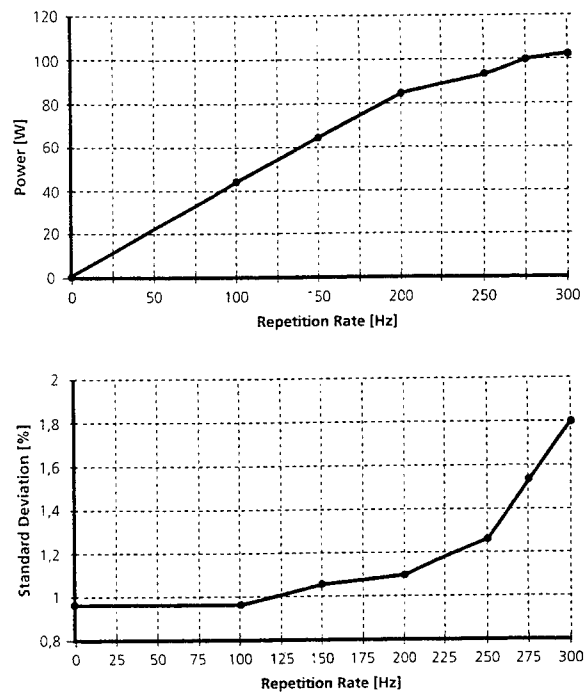 120
100
80
60
40
20
0
Power [W]
0 50 100 150 200 250 300
Repetition Rate [Hz]
2
1,8
1,6
1,4
1,2
1
0,8
Standard Deviation [%]
0 25 50 75 100 125 150 175 200 225 250 275 300
Repetition Rate [Hz]